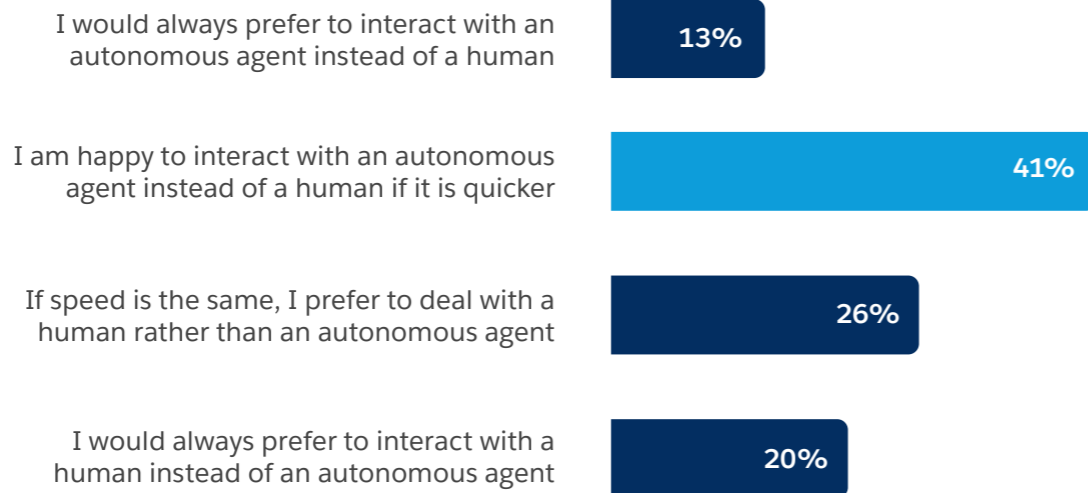 I would always prefer to interact with an
autonomous agent instead of a human
13%
I am happy to interact with an autonomous
agent instead of a human if it is quicker
41%
If speed is the same, I prefer to deal with a
human rather than an autonomous agent
26%
I would always prefer to interact with a
human instead of an autonomous agent
20%